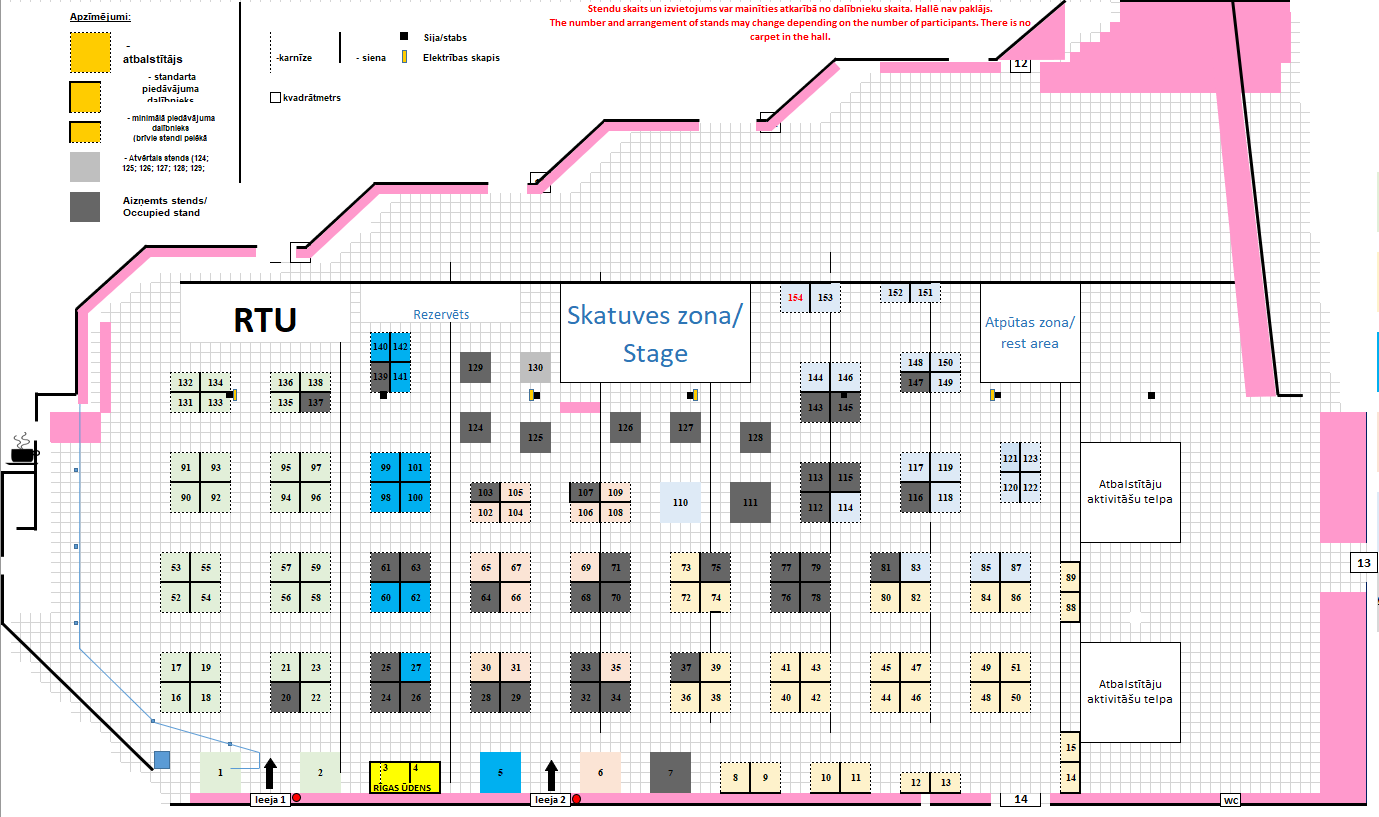 Apzīmējumi:
-
atbalstītājs
- standarta
piedāvājuma
dalībnieks
- minimālā piedāvājuma
dalībnieks
(brīvie stendi pelēkā
- Atvērtais stends (124;
125; 126; 127; 128; 129;
Aizņemts stends/
Occupied stand
-karnīze
- siena
Sija/stabs
Elektrības skapis
kvadrātmetrs
Stendu skaits un izvietojums var mainīties atkarībā no dalībnieku skaita. Hallē nav paklājs.
The number and arrangement of stands may change depending on the number of participants. There is no
carpet in the hall.
12
RTU
Rezervēts
Skatuves zona/
Stage
Atpūtas zona/
rest area
154 153 152 151
140 142
139 141
129 130
144 146
143 145
148 150
147 149
132 134 136 138
131 133 135 137
124 125 126 127 128
91 93 95 97 99 101
90 92 94 96 98 100
103 105 107 109
102 104 106 108
110 111
113 115
112 114
117 119
116 118
121 123
120 122
Atbalstītāju
aktivitāšu telpa
53 55 57 59 61 63 65 67 69 71 73 75 77 79 81 83 85 87
52 54 56 58 60 62 64 66 68 70 72 74 76 78 80 82 84 86
89
88
13
17 19 21 23 25 27 30 31 33 35 37 39 41 43 45 47 49 51
16 18 20 22 24 26 28 29 32 34 36 38 40 42 44 46 48 50
Atbalstītāju
aktivitāšu telpa
15
14
1 2 3 4 5 6 7 8 9 10 11 12 13
RĪGAS ŪDENS
Ieeja 1
Ieeja 2
14
WC